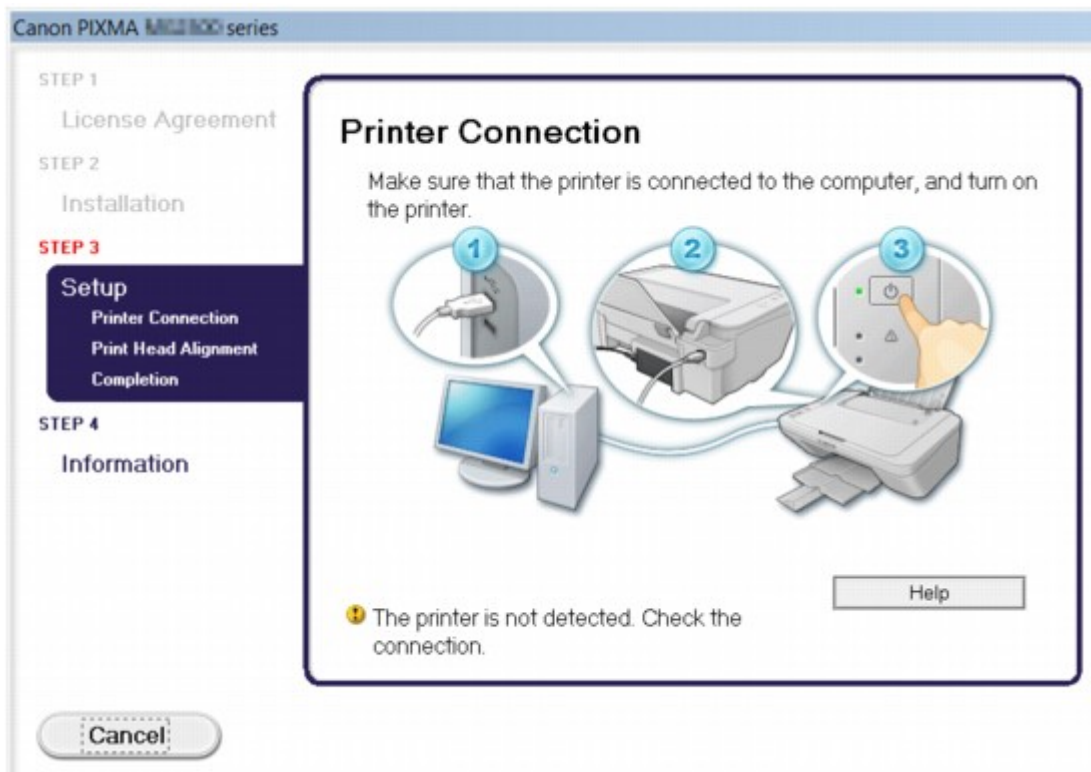 Canon PIXMA series
STEP 1
License Agreement
STEP 2
Installation
STEP 3
Setup
Printer Connection
Print Head Alignment
Completion
STEP 4
Information
Printer Connection
Make sure that the printer is connected to the computer, and turn on
the printer.
1
2
3
The printer is not detected. Check the
connection.
Help
Cancel